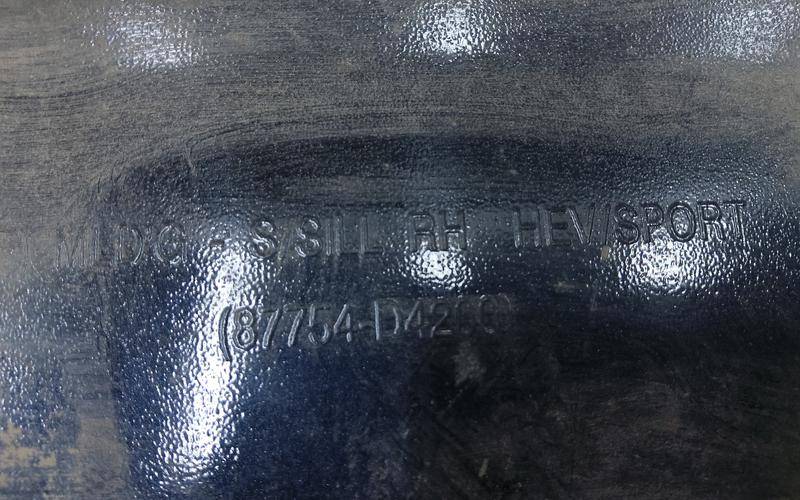 MLDG - S/SILL RH HEV/SPORT
(87754-D4200)